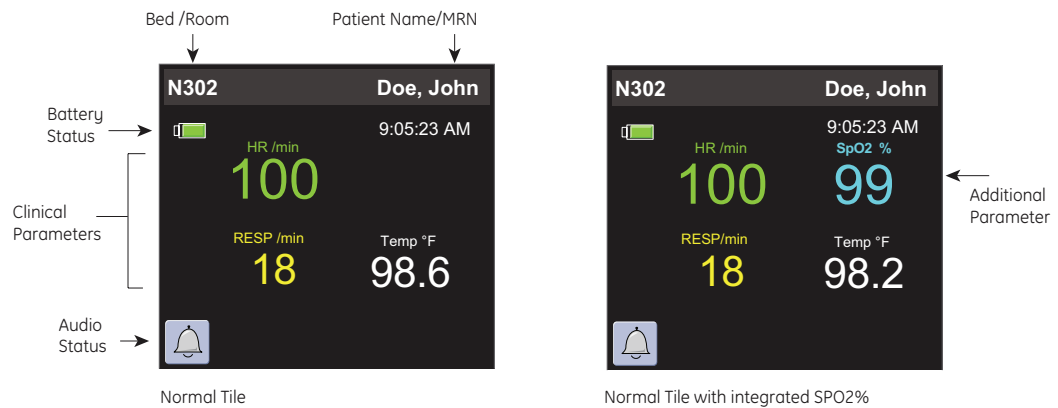 Bed /Room
Patient Name/MRN
N302
Doe, John
Battery
Status
9:05:23 AM
HR /min
100
Clinical
Parameters
RESP /min
18
Temp °F
98.6
Audio
Status
Normal Tile
N302
Doe, John
9:05:23 AM
HR /min
100
SpO2 %
99
Additional
Parameter
RESP/min
18
Temp °F
98.2
Normal Tile with integrated SPO2%